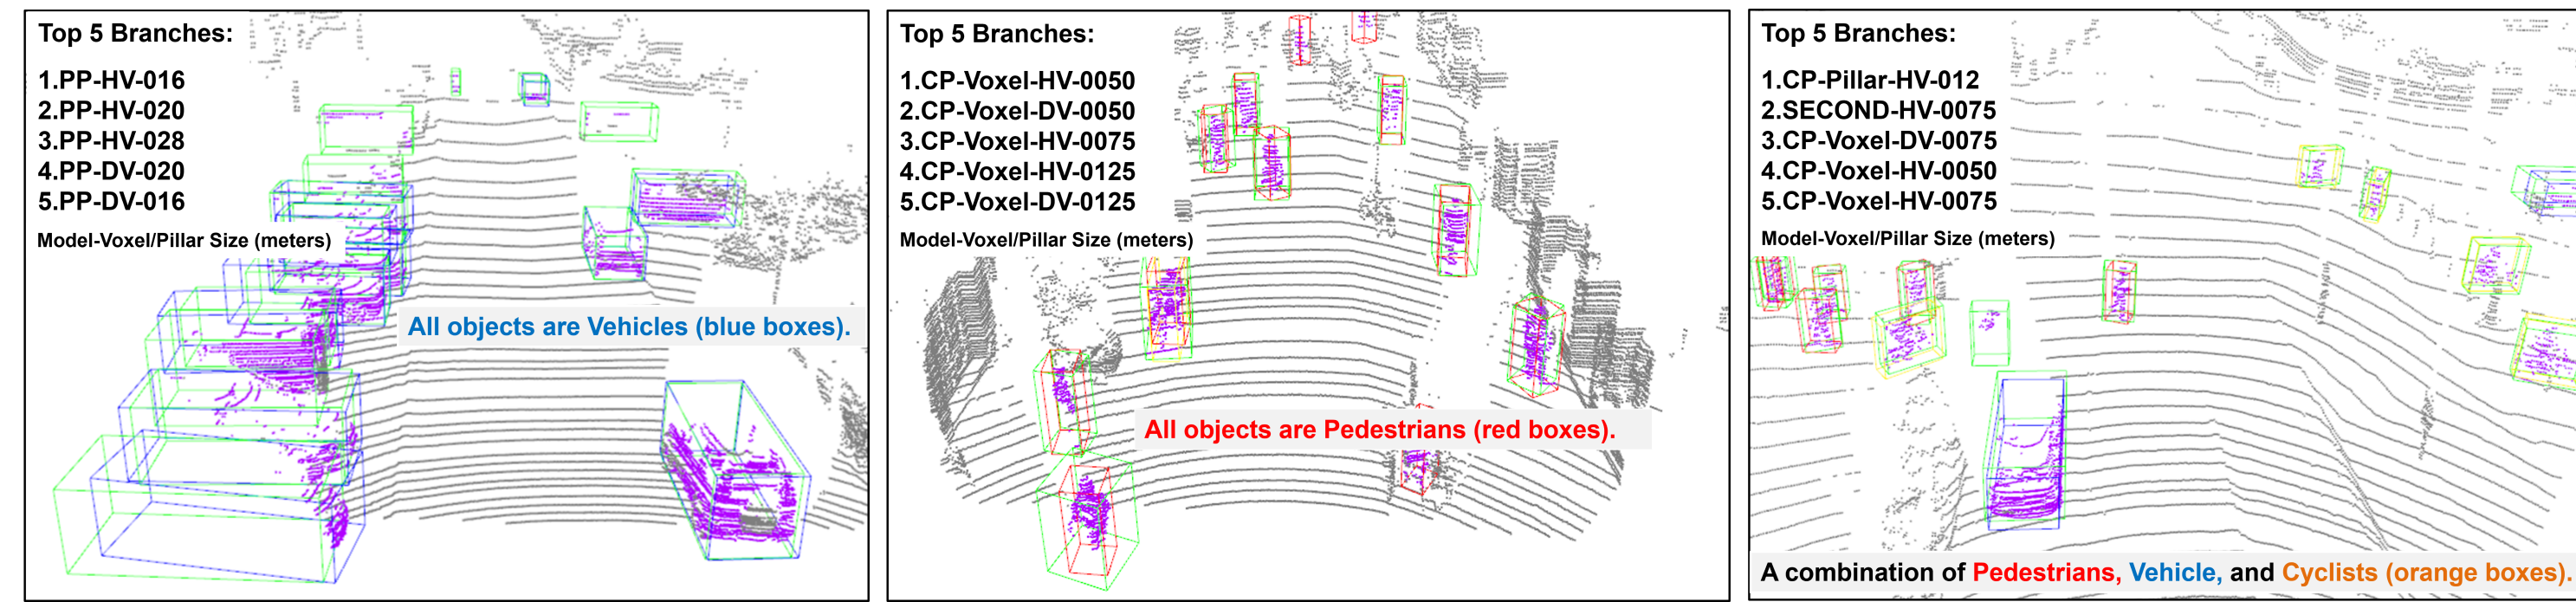 Top 5 Branches:
1.PP-HV-016
2.PP-HV-020
3.PP-HV-028
4.PP-DV-020
5.PP-DV-016
Model-Voxel/Pillar Size (meters)
All objects are Vehicles (blue boxes).
Top 5 Branches:
1.CP-Voxel-HV-0050
2.CP-Voxel-DV-0050
3.CP-Voxel-HV-0075
4.CP-Voxel-HV-0125
5.CP-Voxel-DV-0125
Model-Voxel/Pillar Size (meters)
All objects are Pedestrians (red boxes).
Top 5 Branches:
1.CP-Pillar-HV-012
2.SECOND-HV-0075
3.CP-Voxel-DV-0075
4.CP-Voxel-HV-0050
5.CP-Voxel-HV-0075
Model-Voxel/Pillar Size (meters)
A combination of Pedestrians, Vehicle, and Cyclists (orange boxes).